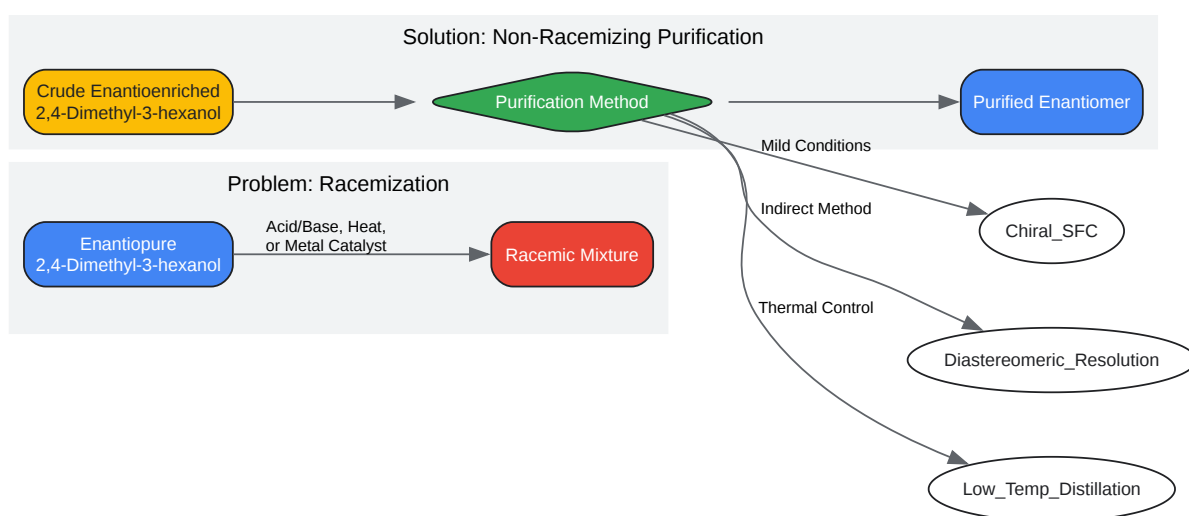 Solution: Non-Racemizing Purification
Crude Enantioenriched
2,4-Dimethyl-3-hexanol
Purification Method
Purified Enantiomer
Mild Conditions
Problem: Racemization
Indirect Method
Chiral_SFC
Enantiopure
2,4-Dimethyl-3-hexanol
Acid/Base, Heat,
or Metal Catalyst
Racemic Mixture
Thermal Control
Diastereomeric_Resolution
Low_Temp_Distillation